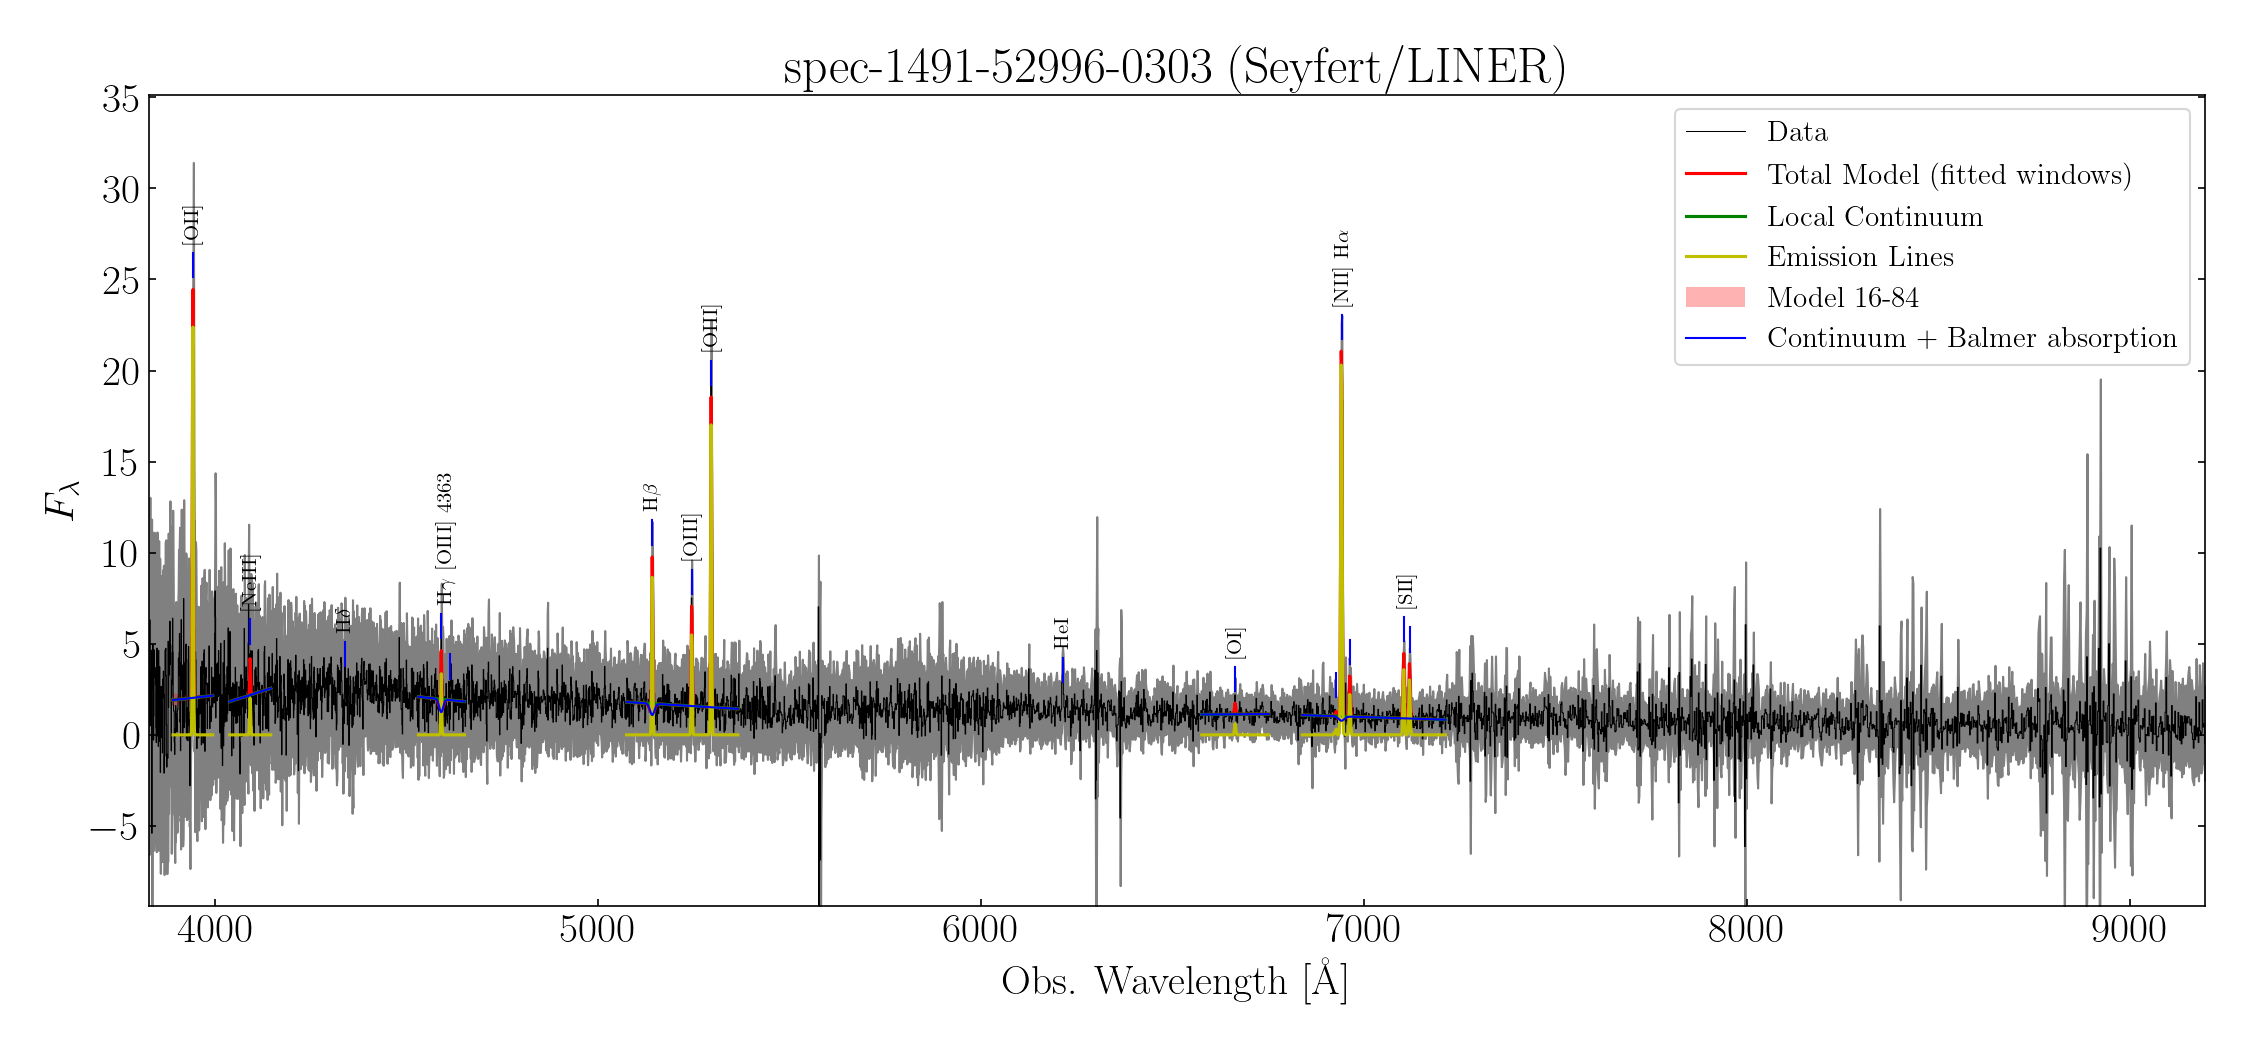 spec-1491-52996-0303 (Seyfert/LINER)
35
30
25
20
15
10
5
0
−5
F_λ
[OII]
[NeIII]
Hδ
Hγ [OIII] 4363
Hβ
[OIII]
[OIII]
HeI
[OI]
[NII] Hα
[SII]
Data
Total Model (fitted windows)
Local Continuum
Emission Lines
Model 16-84
Continuum + Balmer absorption
4000
5000
6000
7000
8000
9000
Obs. Wavelength [Å]